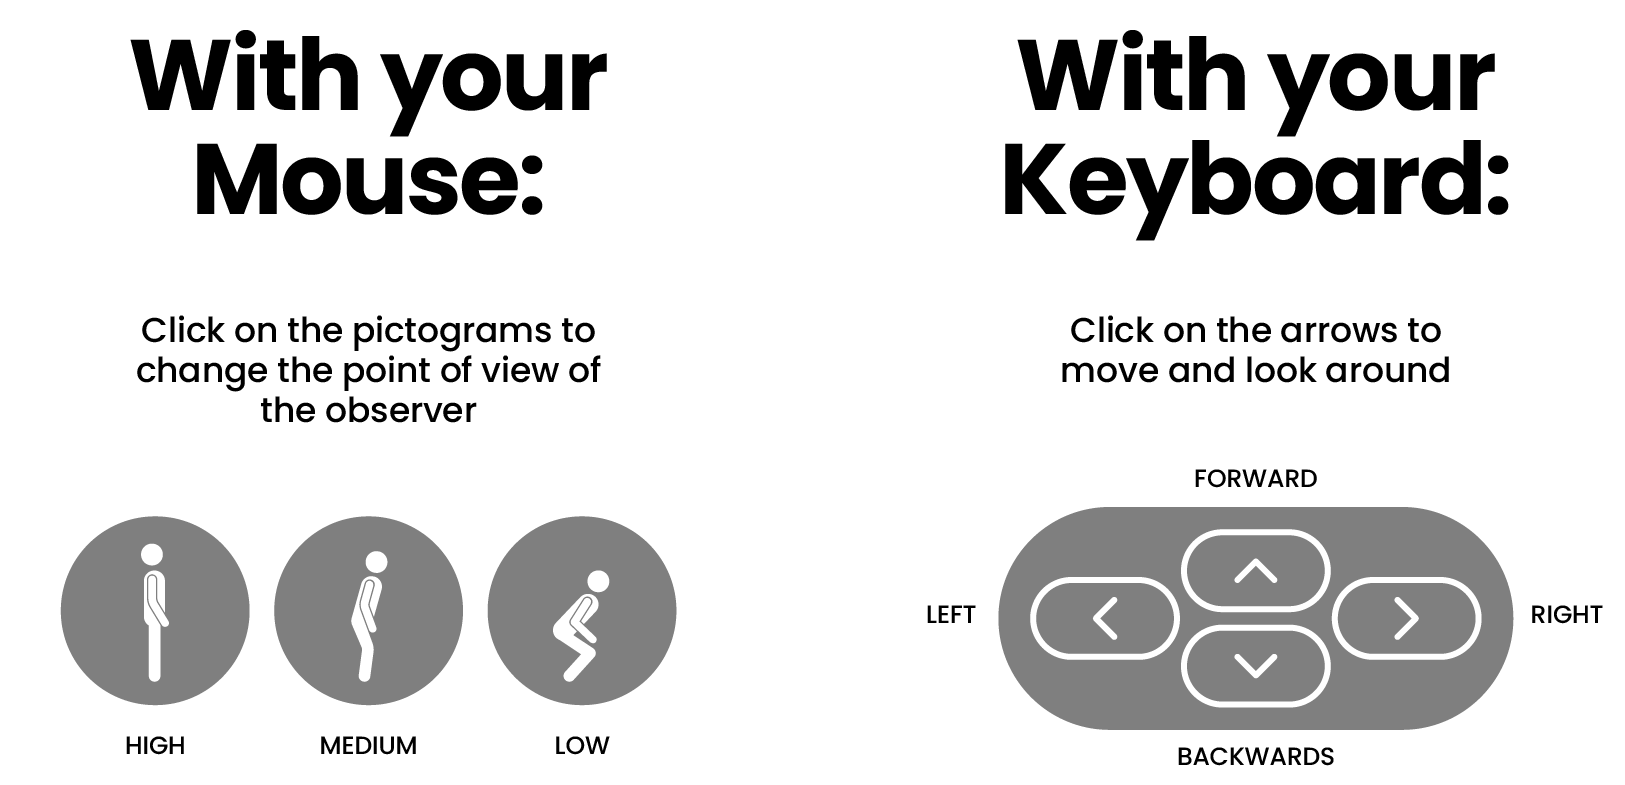 With your
Mouse:
Click on the pictograms to
change the point of view of
the observer
HIGH
MEDIUM
LOW
With your
Keyboard:
Click on the arrows to
move and look around
FORWARD
LEFT
RIGHT
BACKWARDS